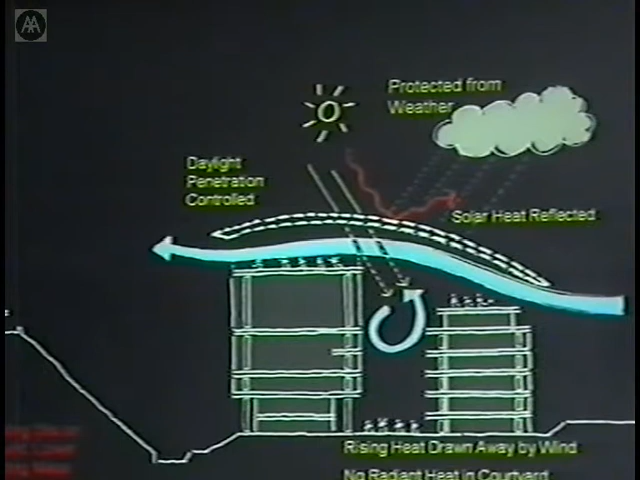 AA
Protected from
Weather
Daylight
Penetration
Controlled
Solar Heat Reflected
Rising Heat Drawn Away by Wind
No Radiant Heat in Courtyard